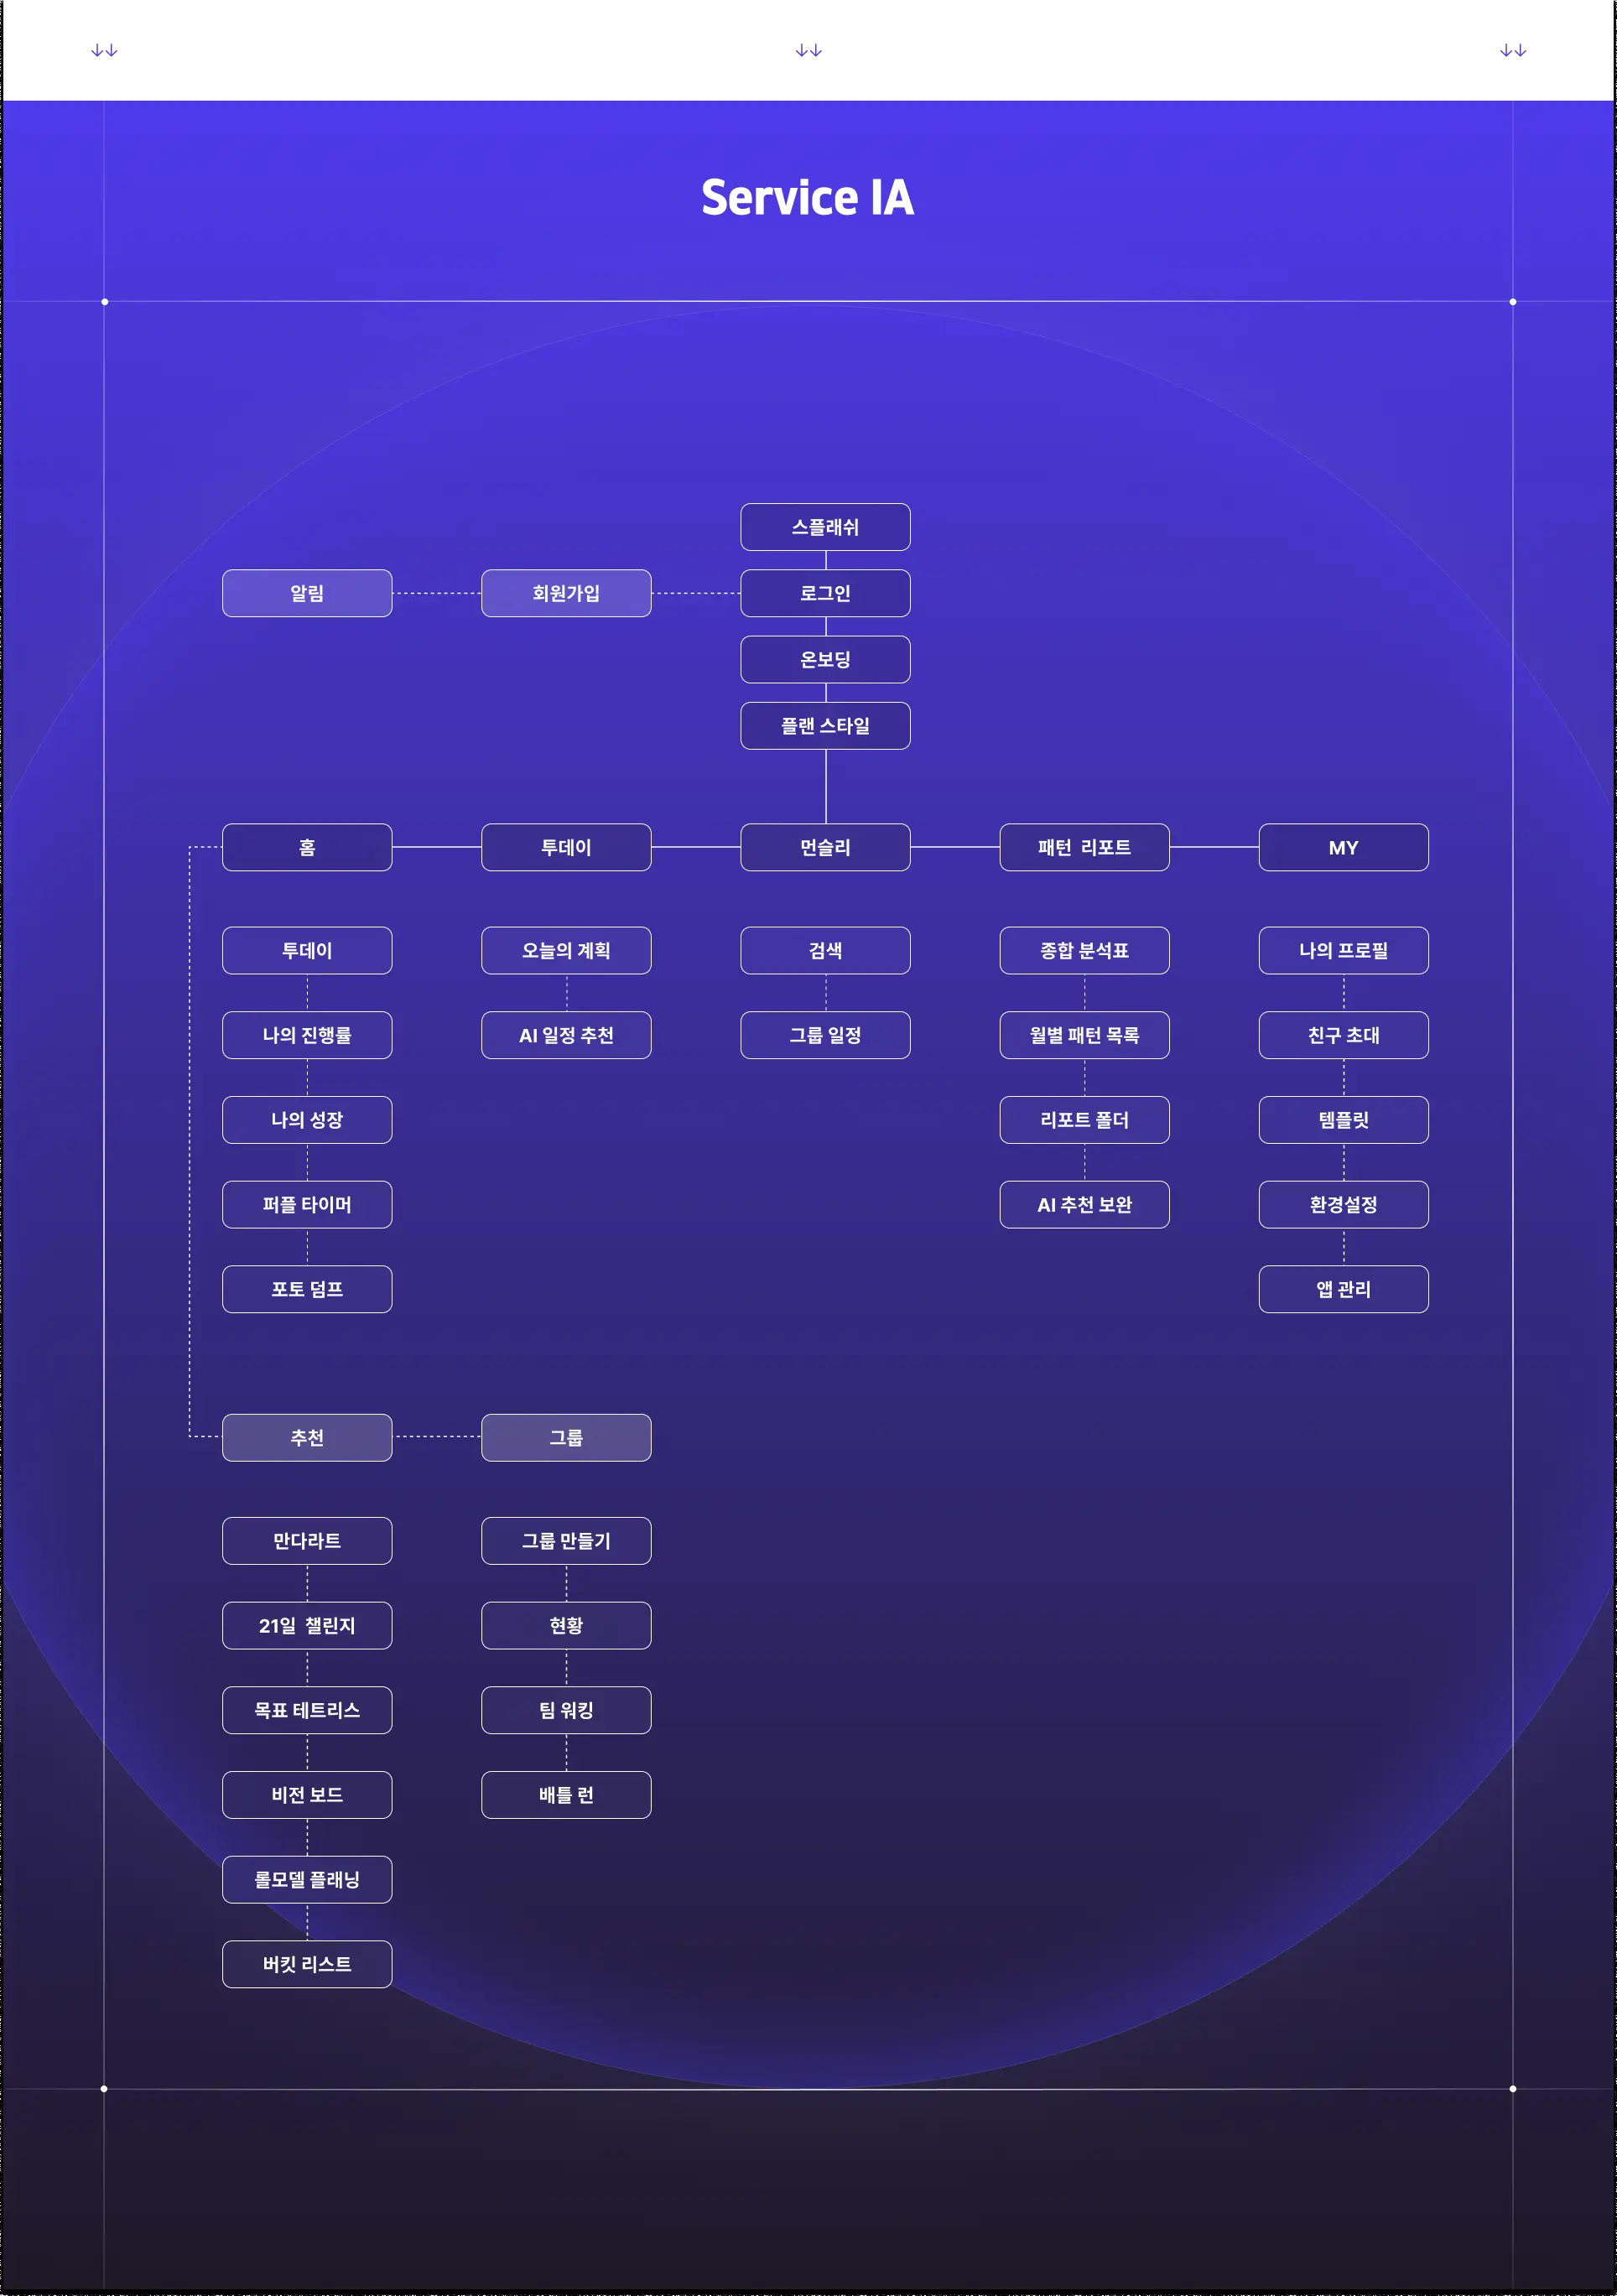 Service IA
스플래쉬
알림
회원가입
로그인
온보딩
플랜 스타일
홈
투데이
먼슬리
패턴 리포트
MY
투데이
오늘의 계획
검색
종합 분석표
나의 프로필
나의 진행률
AI 일정 추천
그룹 일정
월별 패턴 목록
친구 초대
나의 성장
리포트 폴더
템플릿
퍼플 타이머
AI 추천 보완
환경설정
포토 덤프
앱 관리
추천
그룹
만다라트
그룹 만들기
21일 챌린지
현황
목표 테트리스
팀 워킹
비전 보드
배틀 런
롤모델 플래닝
버킷 리스트